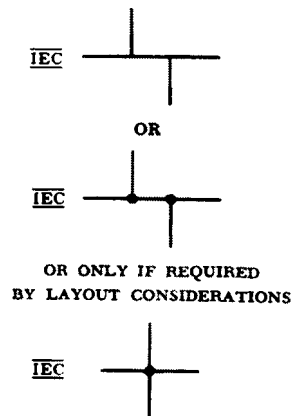 IEC
OR
IEC
OR ONLY IF REQUIRED
BY LAYOUT CONSIDERATIONS
IEC